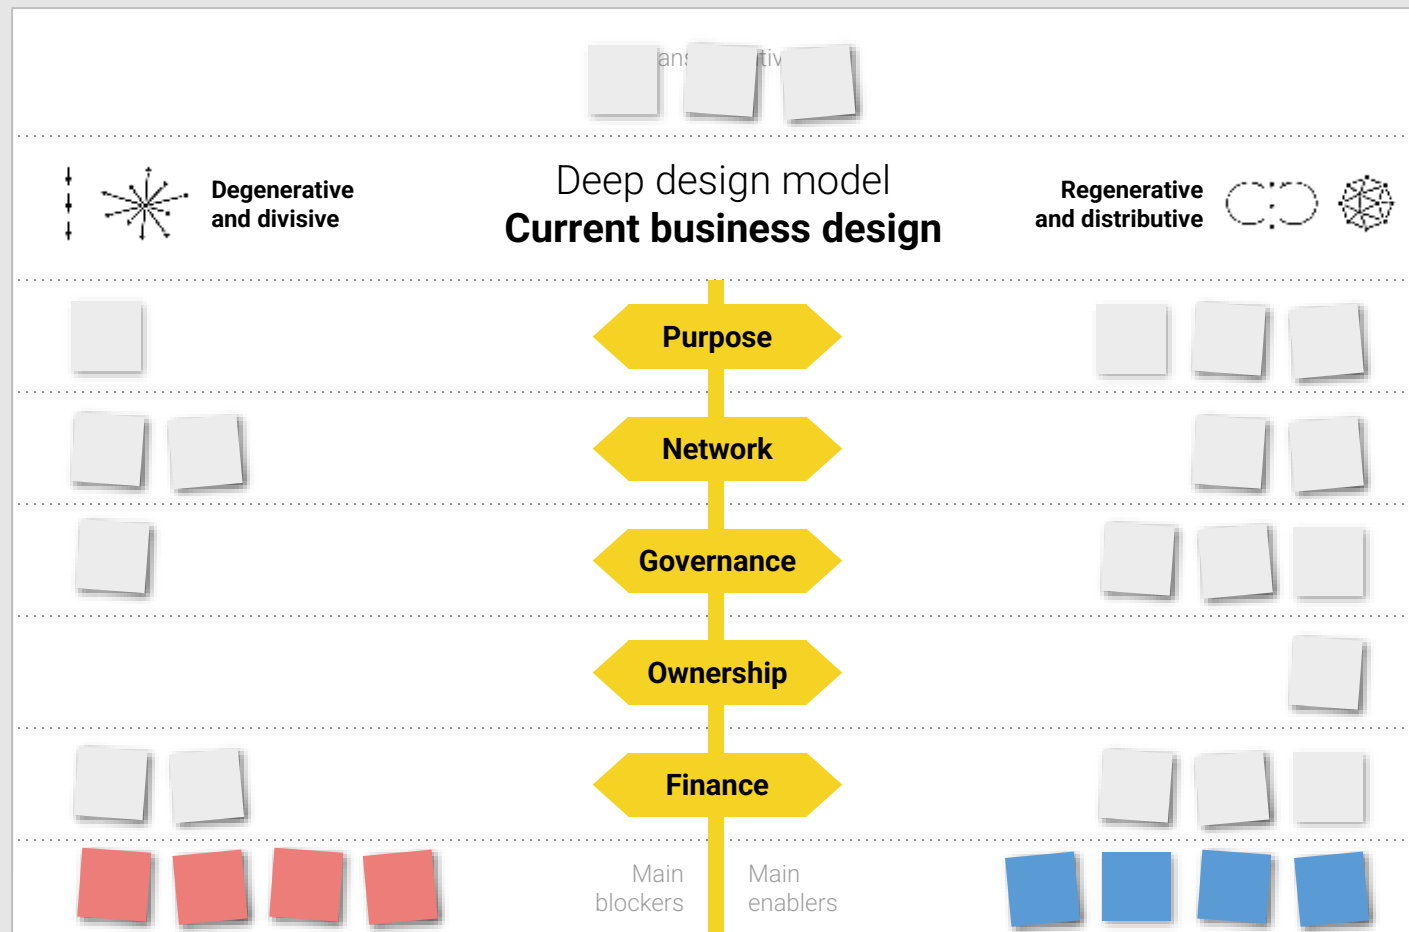 Degenerative
and divisive
Deep design model
Current business design
Regenerative
and distributive
Purpose
Network
Governance
Ownership
Finance
Main
blockers
Main
enablers